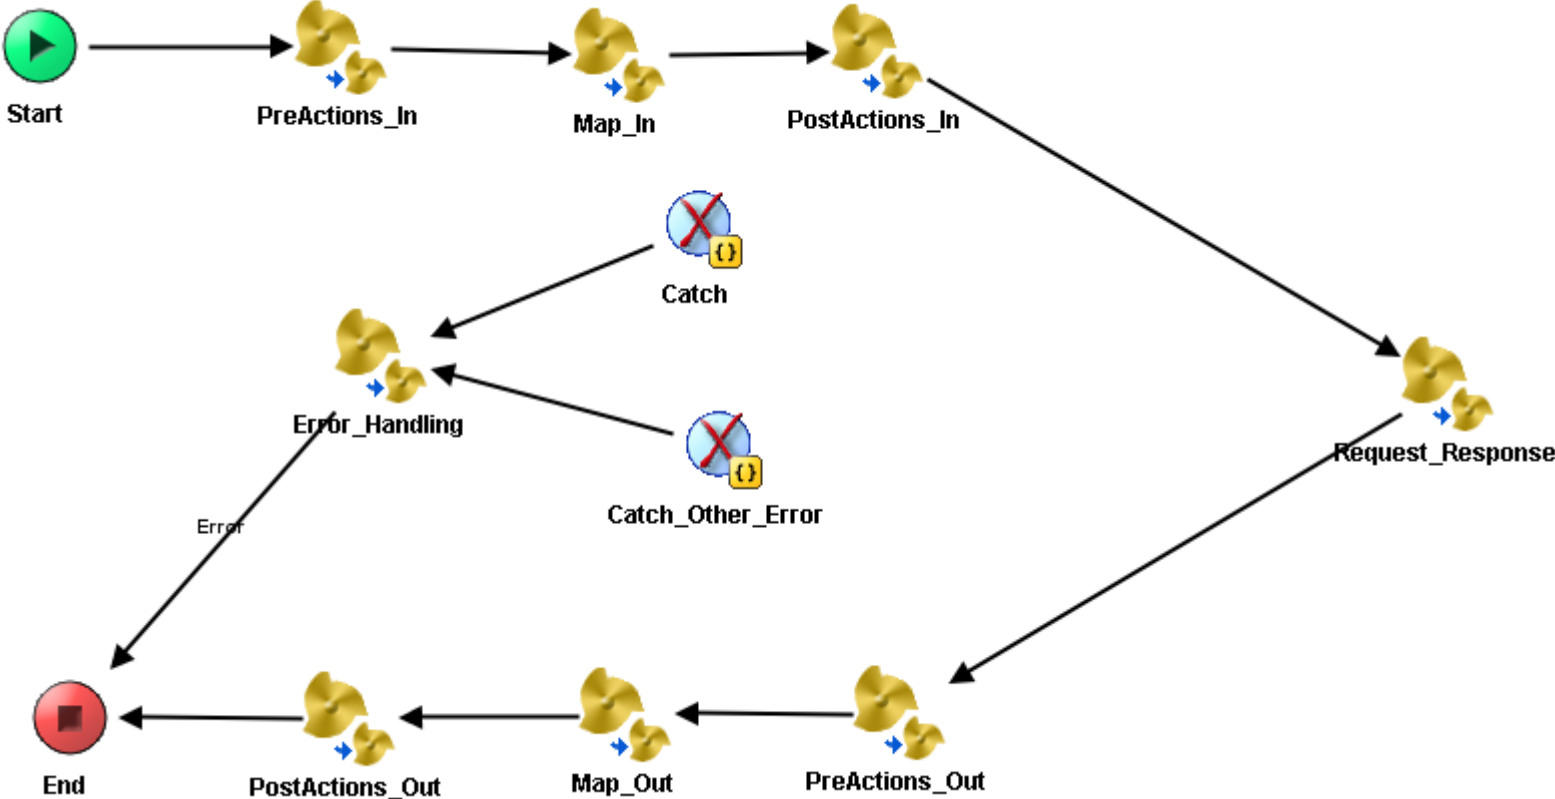 Start
PreActions_In
Map_In
PostActions_In
Catch
Error_Handling
Request_Response
Catch_Other_Error
Error
End
PostActions_Out
Map_Out
PreActions_Out